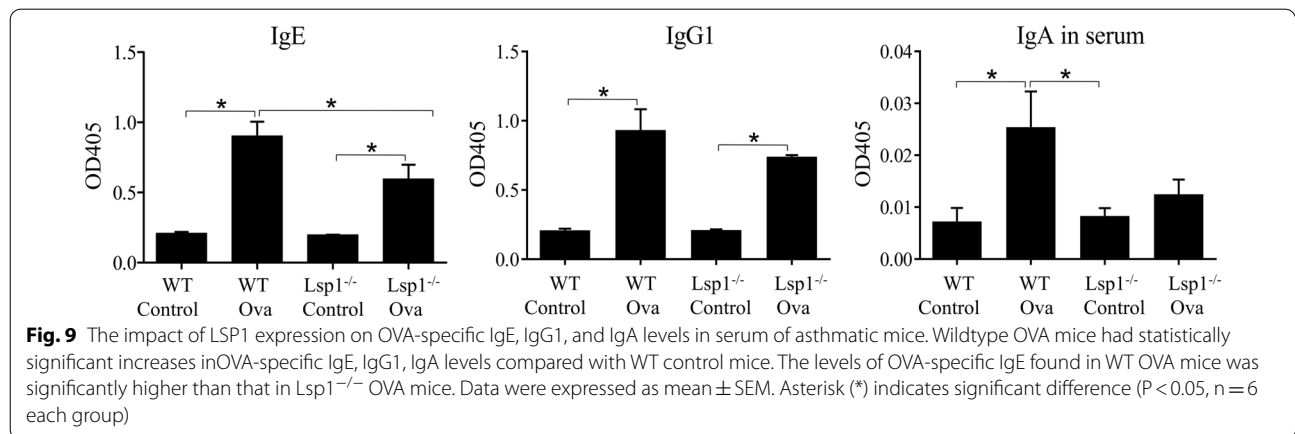 IgE
IgG1
IgA in serum
OD405
1.5
1.0
0.5
0.0
WT Control
WT Ova
Lsp1-/- Control
Lsp1-/- Ova
*
*
*
OD405
1.5
1.0
0.5
0.0
WT Control
WT Ova
Lsp1-/- Control
Lsp1-/- Ova
*
*
OD405
0.04
0.03
0.02
0.01
0.00
WT Control
WT Ova
Lsp1-/- Control
Lsp1-/- Ova
*
*
Fig. 9 The impact of LSP1 expression on OVA-specific IgE, IgG1, and IgA levels in serum of asthmatic mice. Wildtype OVA mice had statistically
significant increases inOVA-specific IgE, IgG1, IgA levels compared with WT control mice. The levels of OVA-specific IgE found in WT OVA mice was
significantly higher than that in Lsp1−/− OVA mice. Data were expressed as mean ± SEM. Asterisk (*) indicates significant difference (P < 0.05, n = 6
each group)